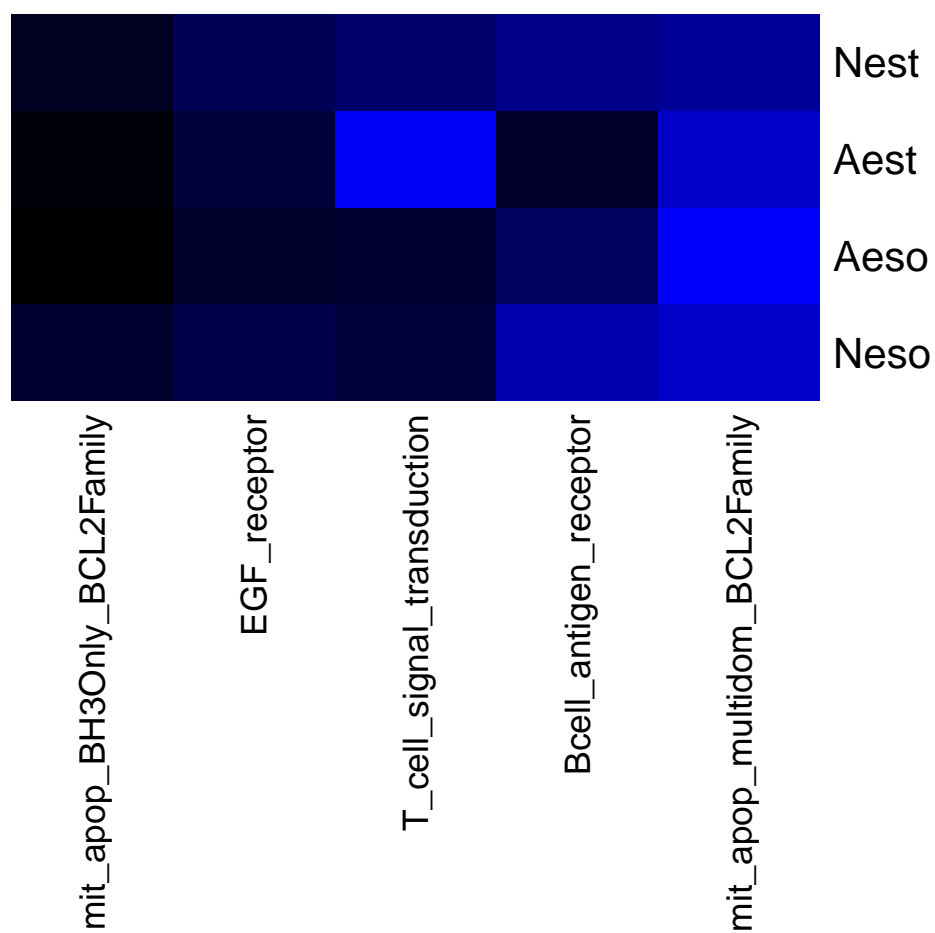 Nest
Aest
Aeso
Neso
mit_apop_BH3Only_BCL2Family
EGF_receptor
T_cell_signal_transduction
Bcell_antigen_receptor
mit_apop_multidom_BCL2Family